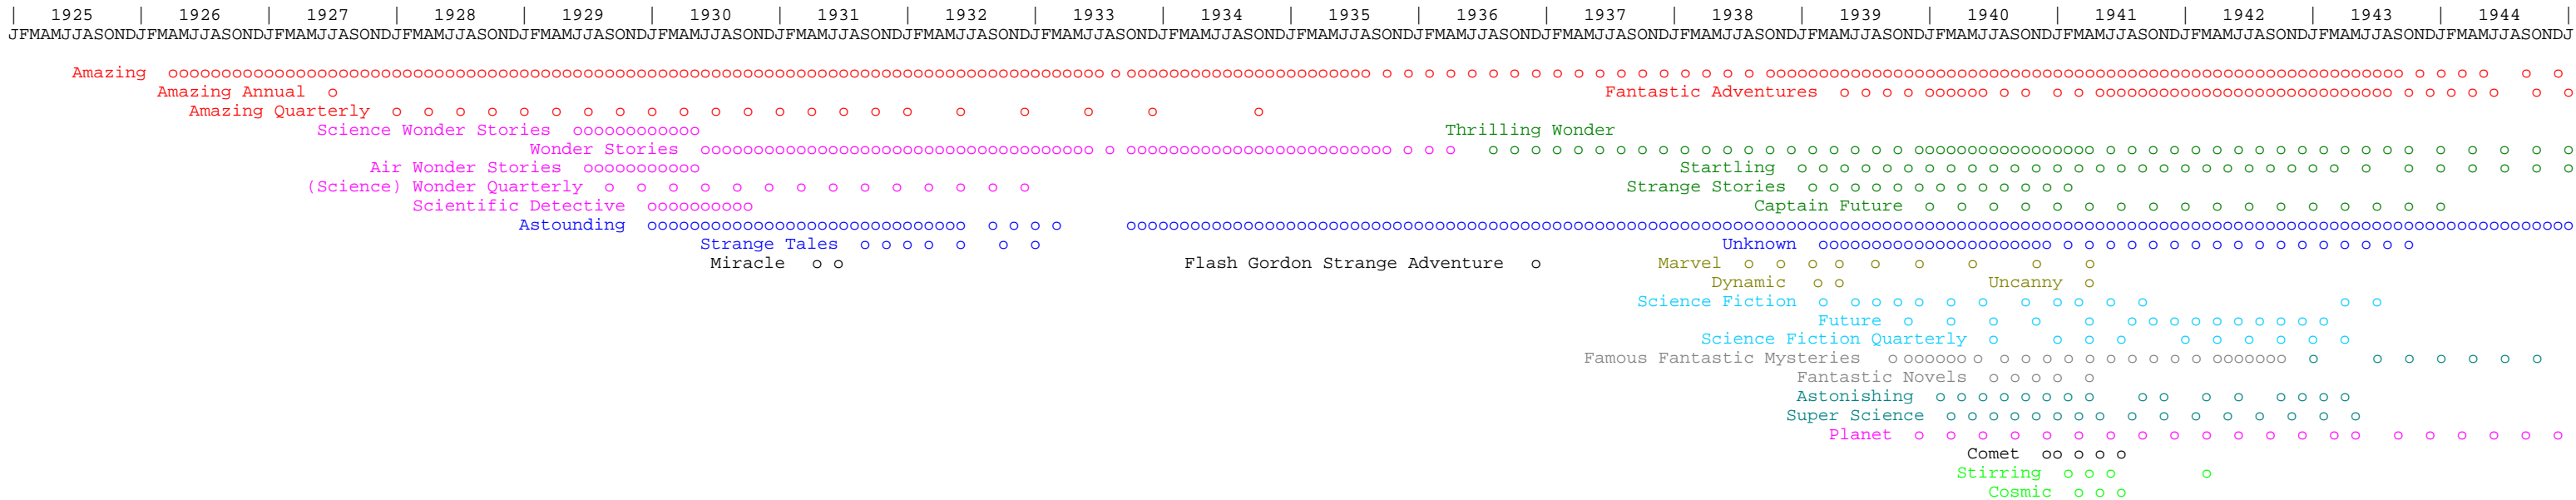 | 1925 | 1926 | 1927 | 1928 | 1929 | 1930 | 1931 | 1932 | 1933 | 1934 | 1935 | 1936 | 1937 | 1938 | 1939 | 1940 | 1941 | 1942 | 1943 | 1944 |
JFMAMJJASONDJFMAMJJASONDJFMAMJJASONDJFMAMJJASONDJFMAMJJASONDJFMAMJJASONDJFMAMJJASONDJFMAMJJASONDJFMAMJJASONDJFMAMJJASONDJFMAMJJASONDJFMAMJJASONDJFMAMJJASONDJFMAMJJASONDJFMAMJJASONDJFMAMJJASONDJFMAMJJASONDJFMAMJJASONDJFMAMJJASONDJFMAMJJASONDJ
Amazing
Amazing Annual Fantastic Adventures
Amazing Quarterly
Science Wonder Stories Thrilling Wonder
Wonder Stories
Air Wonder Stories Startling
(Science) Wonder Quarterly Strange Stories
Scientific Detective Captain Future
Astounding
Strange Tales Unknown
Miracle Flash Gordon Strange Adventure Marvel
Dynamic Uncanny
Science Fiction
Future
Science Fiction Quarterly
Famous Fantastic Mysteries
Fantastic Novels
Astonishing
Super Science
Planet
Comet
Stirring
Cosmic